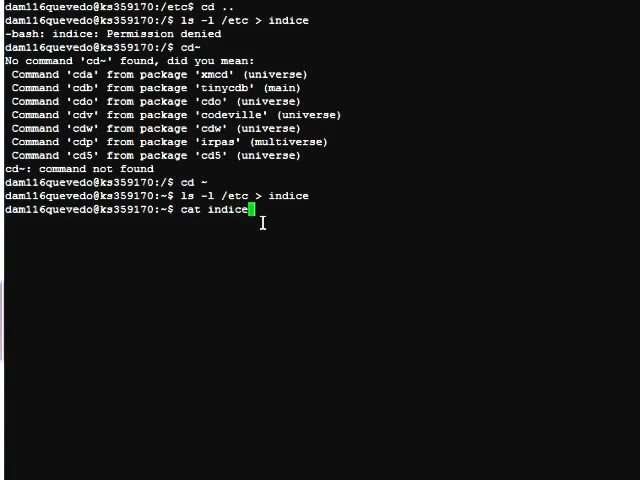 dam116quevedo@ks359170:/etc$ cd ..
dam116quevedo@ks359170:/$ ls -l /etc > indice
-bash: indice: Permission denied
dam116quevedo@ks359170:/$ cd~
No command 'cd~' found, did you mean:
 Command 'cda' from package 'xmcd' (universe)
 Command 'cdb' from package 'tinycdb' (main)
 Command 'cdo' from package 'cdo' (universe)
 Command 'cdv' from package 'codeville' (universe)
 Command 'cdw' from package 'cdw' (universe)
 Command 'cdp' from package 'irpas' (multiverse)
 Command 'cd5' from package 'cd5' (universe)
cd~: command not found
dam116quevedo@ks359170:/$ cd ~
dam116quevedo@ks359170:~$ ls -l /etc > indice
dam116quevedo@ks359170:~$ cat indice